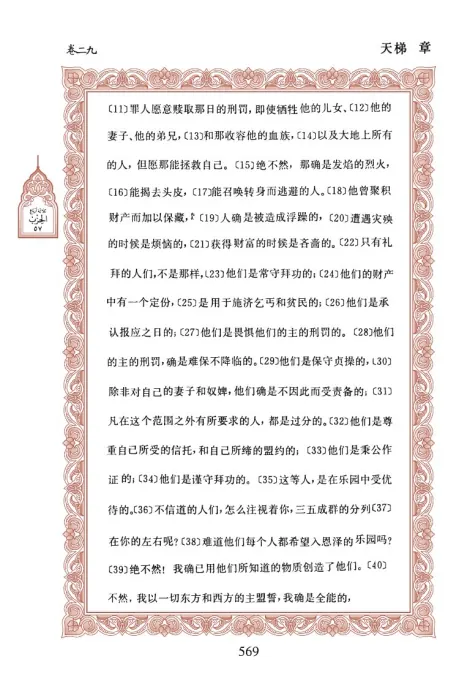 卷二九
天梯 章
〔11〕罪人愿意赎取那日的刑罚,即使牺牲他的儿女、〔12〕他的
妻子、他的弟兄,〔13〕和那收容他的血族,〔14〕以及大地上所有
的人,但愿那能拯救自己。〔15〕绝不然,那确是发焰的烈火,
〔16〕能揭去头皮,〔17〕能召唤转身而逃避的人。〔18〕他曾聚积
财产而加以保藏,〔19〕人确是被造成浮躁的,〔20〕遭遇灾殃
的时候是烦恼的,〔21〕获得财富的时候是吝啬的。〔22〕只有礼
拜的人们,不是那样,〔23〕他们是常守拜功的;〔24〕他们的财产
中有一个定份,〔25〕是用于施济乞丐和贫民的;〔26〕他们是承
认报应之日的;〔27〕他们是畏惧他们的主的刑罚的。〔28〕他们
的主的刑罚,确是难保不降临的。〔29〕他们是保守贞操的,〔30〕
除非对自己的妻子和奴婢,他们确是不因此而受责备的;〔31〕
凡在这个范围之外有所要求的人,都是过分的。〔32〕他们是尊
重自己所受的信托,和自己所缔的盟约的;〔33〕他们是秉公作
证的;〔34〕他们是谨守拜功的。〔35〕这等人,是在乐园中受优
待的。〔36〕不信道的人们,怎么注视着你,三五成群的分列〔37〕
在你的左右呢?〔38〕难道他们每个人都希望入恩泽的乐园吗?
〔39〕绝不然!我确已用他们所知道的物质创造了他们。〔40〕
不然,我以一切东方和西方的主盟誓,我确是全能的,
الحزب
٥٧
569